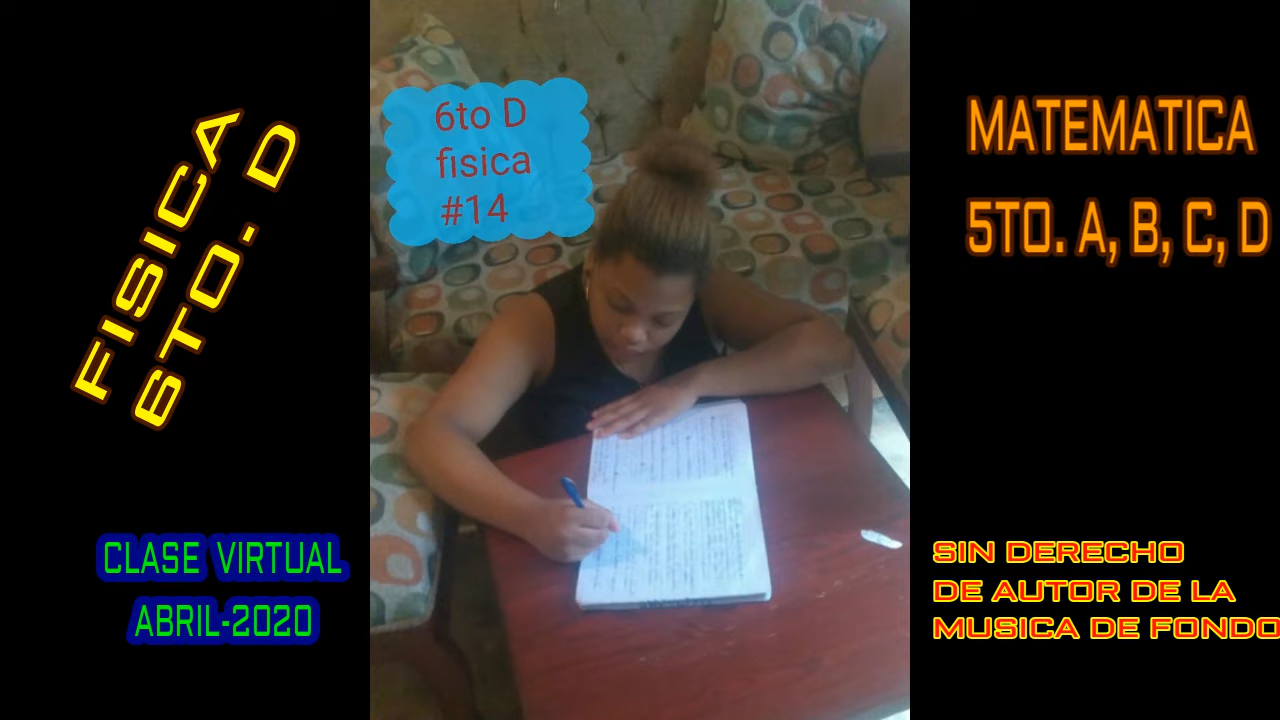 FISICA
6TO. D
6to D
fisica
#14
MATEMATICA
5TO. A, B, C, D
CLASE VIRTUAL
ABRIL-2020
SIN DERECHO
DE AUTOR DE LA
MUSICA DE FONDO